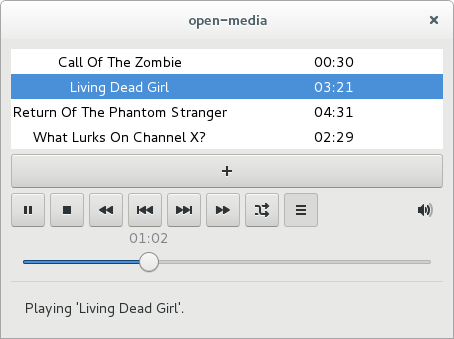 open-media
Call Of The Zombie 00:30
Living Dead Girl 03:21
Return Of The Phantom Stranger 04:31
What Lurks On Channel X? 02:29
+
01:02
Playing 'Living Dead Girl'.